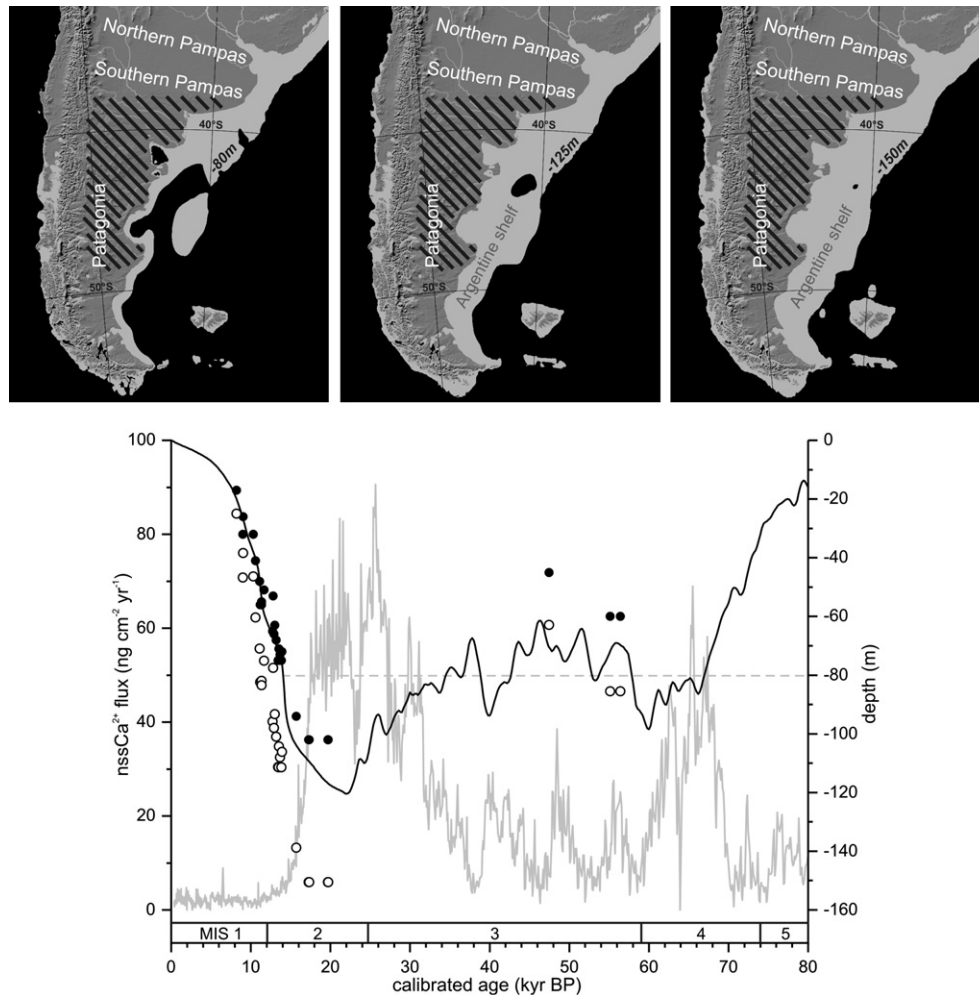 Northern Pampas
Southern Pampas
40°S
-80m
Patagonia
50°S
Northern Pampas
Southern Pampas
40°S
-125m
Patagonia
Argentine shelf
50°S
Northern Pampas
Southern Pampas
40°S
-150m
Patagonia
Argentine shelf
50°S
100
80
60
40
20
0
nssCa²⁺ flux (ng cm⁻² yr⁻¹)
0
-20
-40
-60
-80
-100
-120
-140
-160
depth (m)
MIS 1 2 3 4 5
0 10 20 30 40 50 60 70 80
calibrated age (kyr BP)